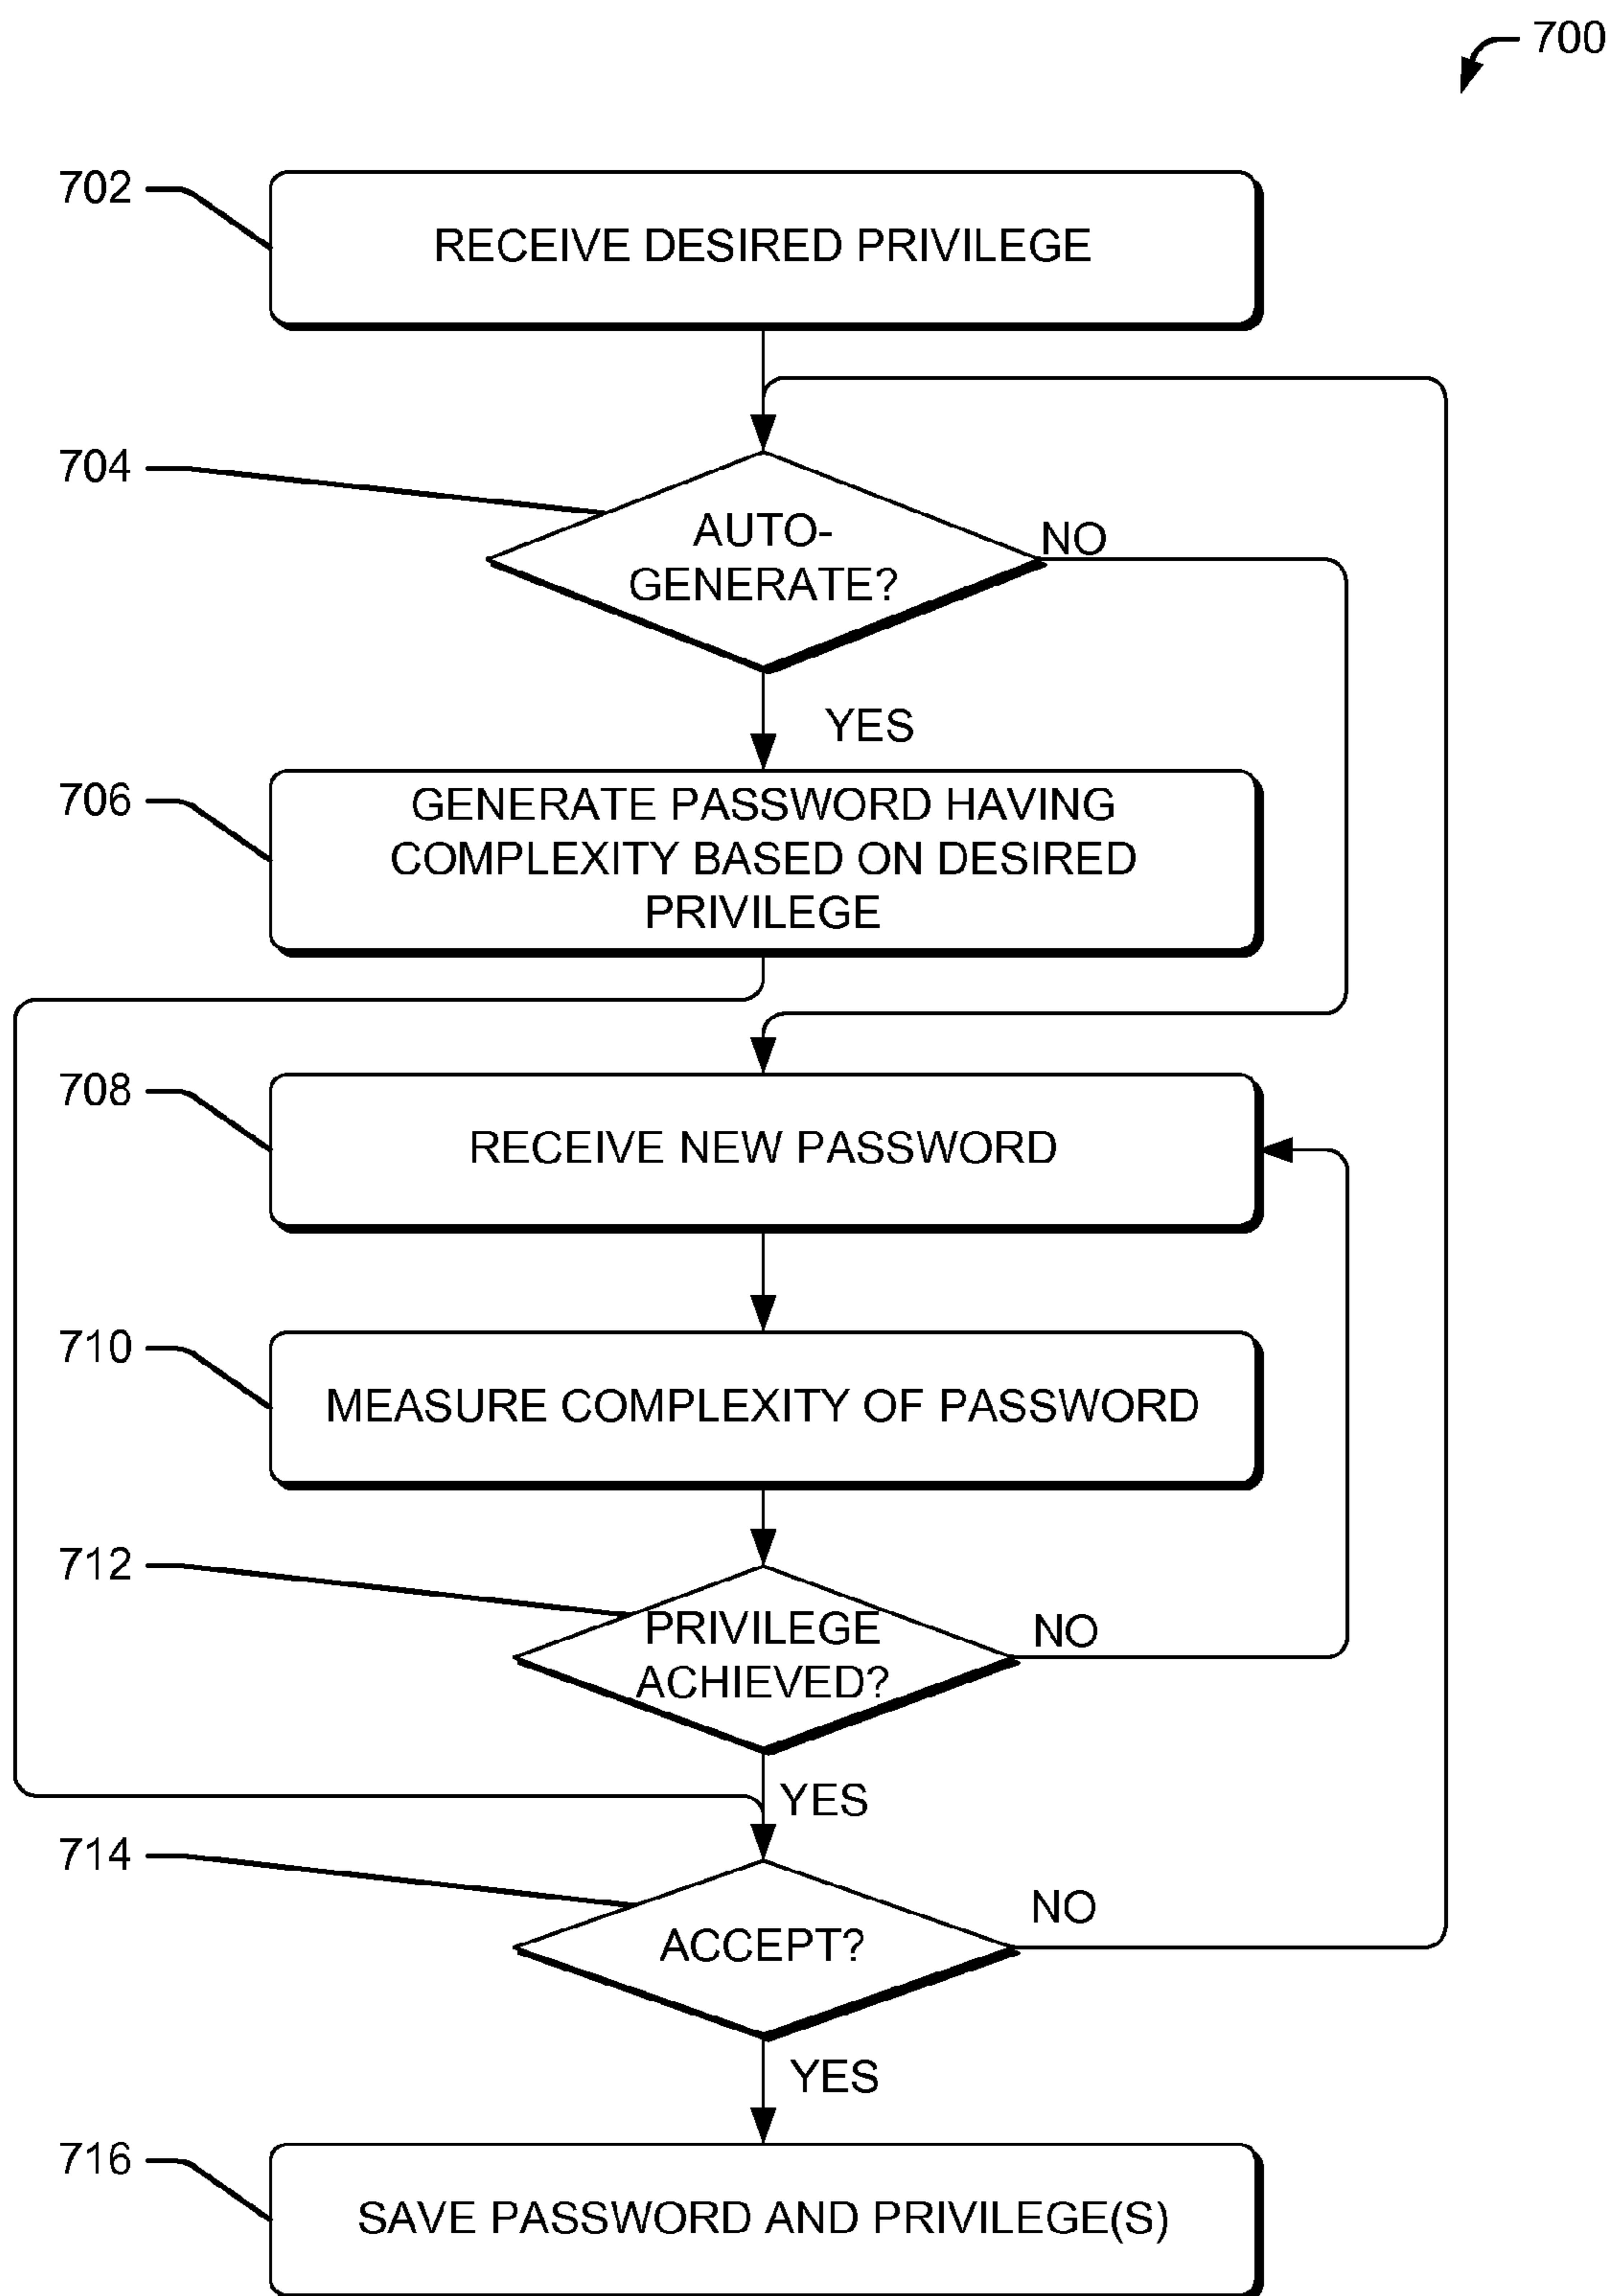 700
702
RECEIVE DESIRED PRIVILEGE
704
AUTO-
GENERATE?
NO
YES
706
GENERATE PASSWORD HAVING
COMPLEXITY BASED ON DESIRED
PRIVILEGE
708
RECEIVE NEW PASSWORD
710
MEASURE COMPLEXITY OF PASSWORD
712
PRIVILEGE
ACHIEVED?
NO
YES
714
ACCEPT?
NO
YES
716
SAVE PASSWORD AND PRIVILEGE(S)